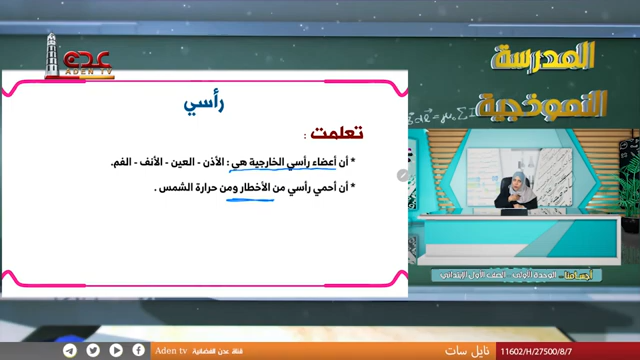 عدن
ADEN TV
المدرسة
النموذجية
رأسي
تعلمت :
* أن أعضاء رأسي الخارجية هي : الأذن - العين - الأنف - الفم.
* أن أحمي رأسي من الأخطار ومن حرارة الشمس .
أجسامنا - الوحدة الأولى - الصف الأول الابتدائي
Aden tv
قناة عدن الفضائية
نايل سات
11602/H/27500/8/7